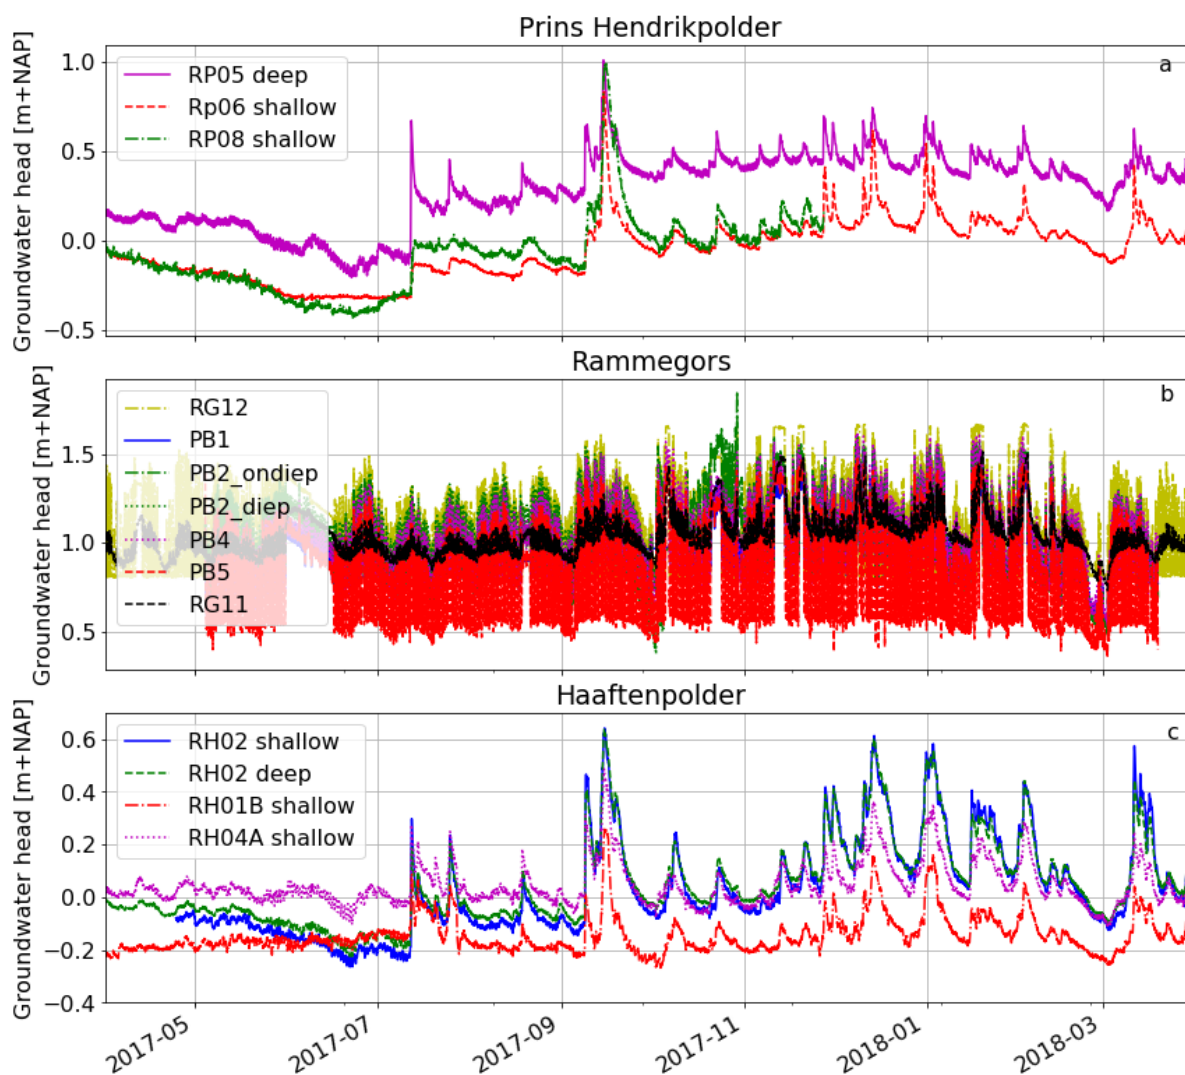 Prins Hendrikpolder
Groundwater head [m+NAP]
1.0
0.5
0.0
−0.5
RP05 deep
Rp06 shallow
RP08 shallow
a
Rammegors
Groundwater head [m+NAP]
1.5
1.0
0.5
RG12
PB1
PB2_ondiep
PB2_diep
PB4
PB5
RG11
b
Haaftenpolder
Groundwater head [m+NAP]
0.6
0.4
0.2
0.0
−0.2
−0.4
RH02 shallow
RH02 deep
RH01B shallow
RH04A shallow
c
2017-05
2017-07
2017-09
2017-11
2018-01
2018-03